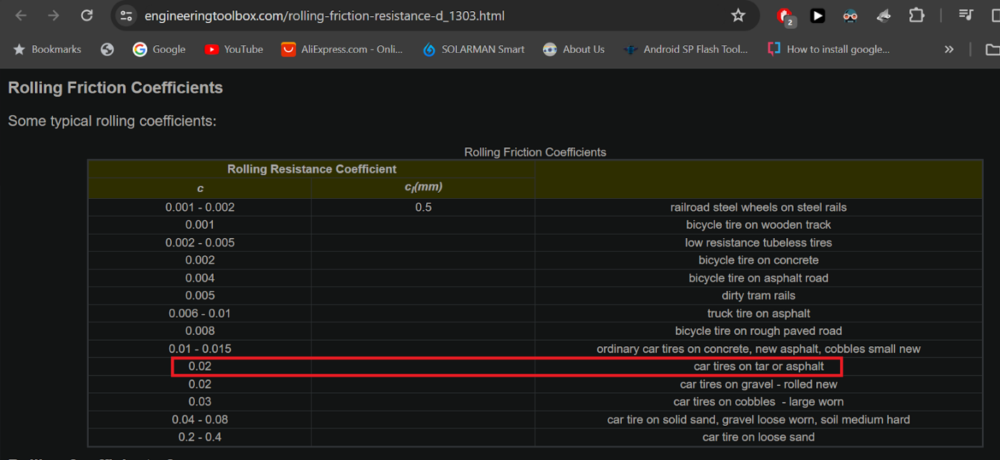 engineeringtoolbox.com/rolling-friction-resistance-d_1303.html
2
Bookmarks Google YouTube AliExpress.com - Onli... SOLARMAN Smart About Us Android SP Flash Tool... How to install google... »
Rolling Friction Coefficients
Some typical rolling coefficients:
Rolling Friction Coefficients
Rolling Resistance Coefficient
c cl(mm)
0.001 - 0.002 0.5 railroad steel wheels on steel rails
0.001 bicycle tire on wooden track
0.002 - 0.005 low resistance tubeless tires
0.002 bicycle tire on concrete
0.004 bicycle tire on asphalt road
0.005 dirty tram rails
0.006 - 0.01 truck tire on asphalt
0.008 bicycle tire on rough paved road
0.01 - 0.015 ordinary car tires on concrete, new asphalt, cobbles small new
0.02 car tires on tar or asphalt
0.02 car tires on gravel - rolled new
0.03 car tires on cobbles - large worn
0.04 - 0.08 car tire on solid sand, gravel loose worn, soil medium hard
0.2 - 0.4 car tire on loose sand